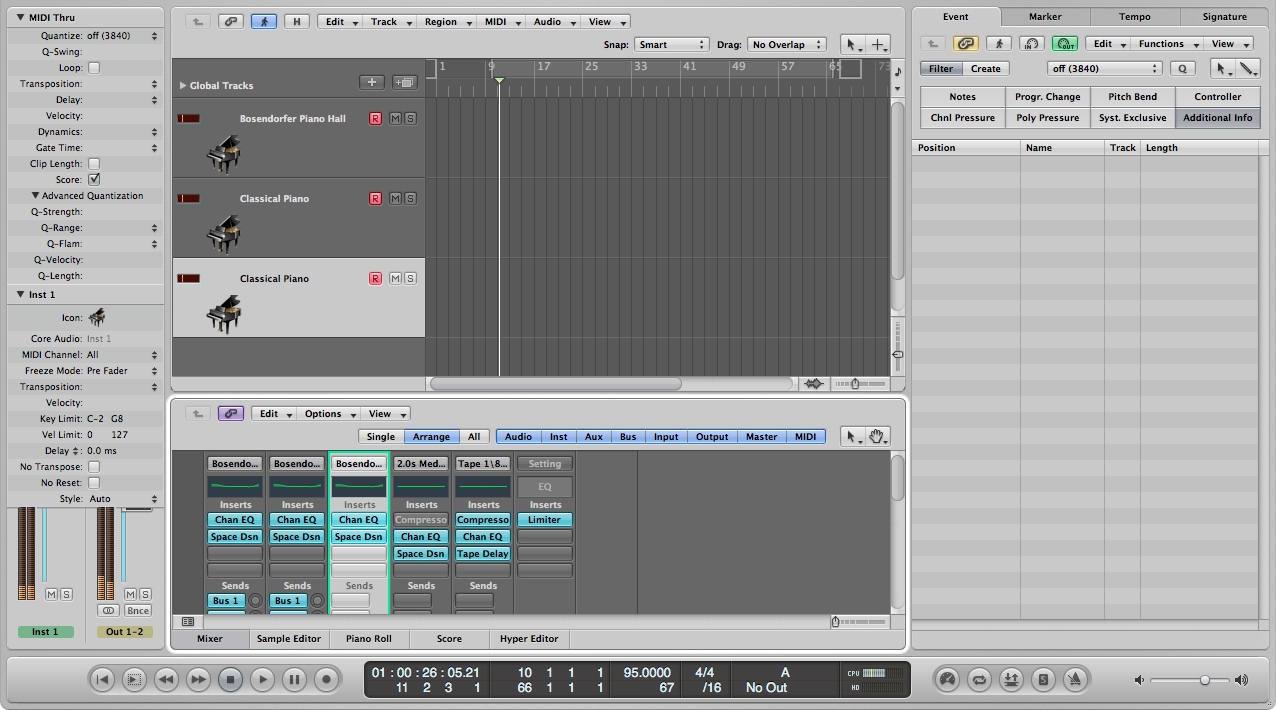 MIDI Thru
Quantize: off (3840)
Q-Swing:
Loop:
Transposition:
Delay:
Velocity:
Dynamics:
Gate Time:
Clip Length:
Score:
Advanced Quantization
Q-Strength:
Q-Range:
Q-Flam:
Q-Velocity:
Q-Length:
Inst 1
Icon:
Core Audio: Inst 1
MIDI Channel: All
Freeze Mode: Pre Fader
Transposition:
Velocity:
Key Limit: C-2 G8
Vel Limit: 0 127
Delay: 0.0 ms
No Transpose:
No Reset:
Style: Auto
M S M S
Bnce
Inst 1 Out 1-2
H Edit Track Region MIDI Audio View
Snap: Smart Drag: No Overlap
1 9 17 25 33 41 49 57 65 73
Global Tracks
Bosendorfer Piano Hall R M S
Classical Piano R M S
Classical Piano R M S
Edit Options View
Single Arrange All Audio Inst Aux Bus Input Output Master MIDI
Bosendo... Bosendo... Bosendo... 2.0s Med... Tape 1\8... Setting
EQ
Inserts Inserts Inserts Inserts Inserts Inserts
Chan EQ Chan EQ Chan EQ Compresso Compresso Limiter
Space Dsn Space Dsn Space Dsn Chan EQ Chan EQ
Space Dsn Tape Delay
Sends Sends Sends Sends Sends
Bus 1 Bus 1
Mixer Sample Editor Piano Roll Score Hyper Editor
Event Marker Tempo Signature
IN OUT Edit Functions View
Filter Create off (3840) Q
Notes Progr. Change Pitch Bend Controller
Chnl Pressure Poly Pressure Syst. Exclusive Additional Info
Position Name Track Length
01 : 00 : 26 : 05.21 10 1 1 1 95.0000 4/4 A CPU
11 2 3 1 66 1 1 1 67 /16 No Out HD
S